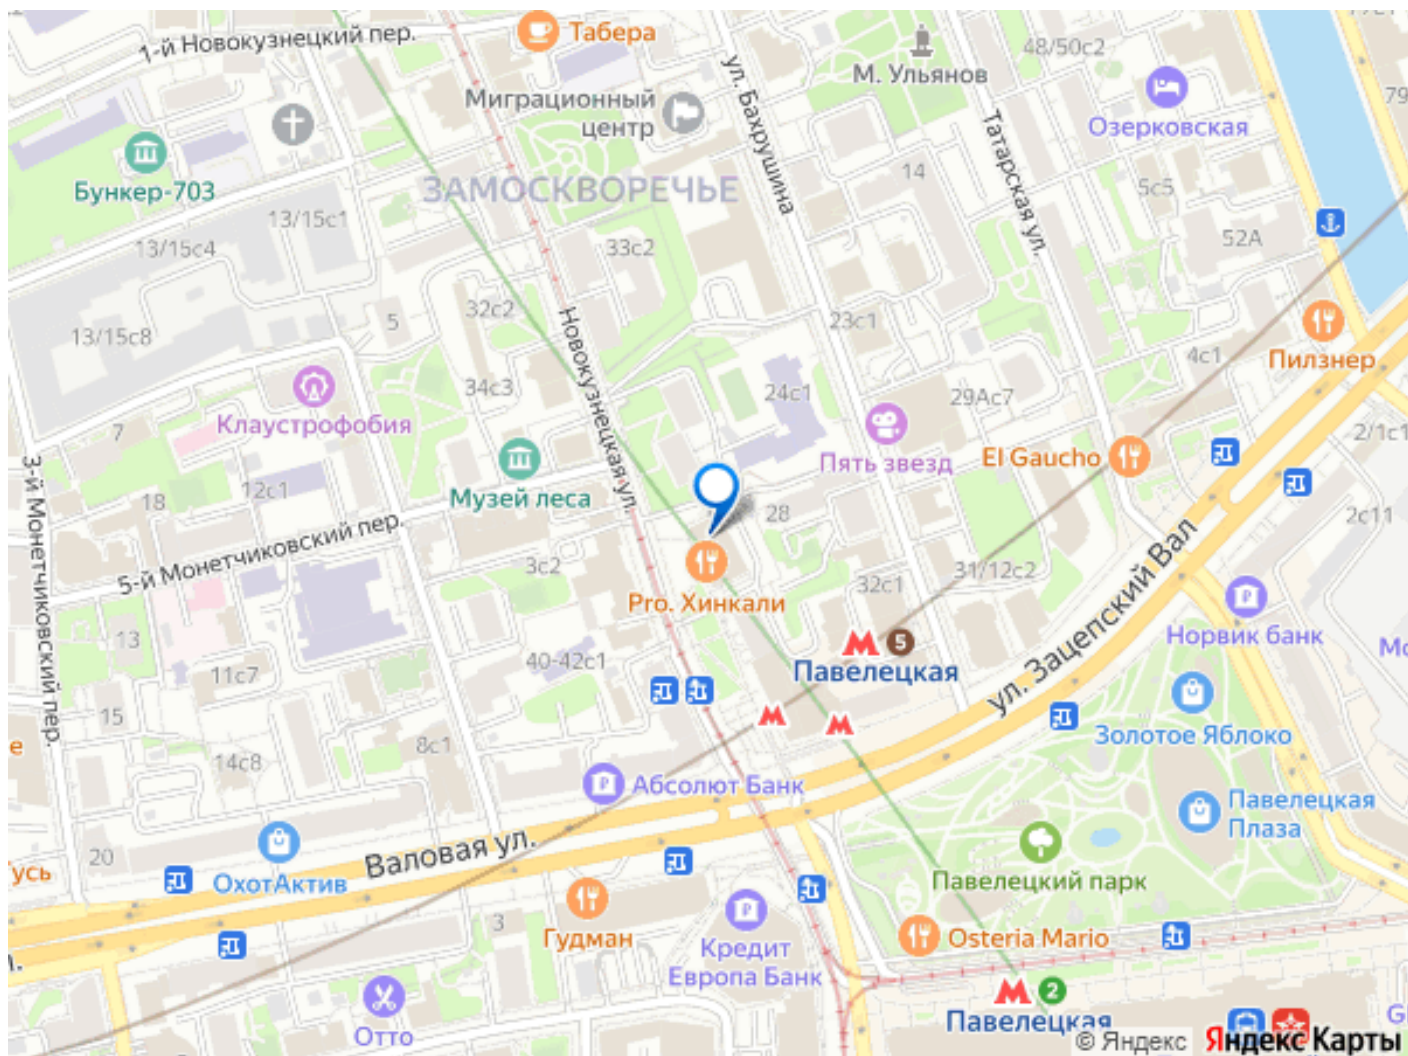 1-й Новокузнецкий пер.
Табера
48/50с2
М. Ульянов
79
Миграционный
центр
ул. Бахрушина
Озерковская
Татарская ул.
Бункер-703
ЗАМОСКВОРЕЧЬЕ
14
5с5
13/15с1
13/15с4
33с2
52А
32с2
5
13/15с8
23с1
Новокузнецкая ул.
Пилзнер
4с1
34с3
24с1
29Ас7
Клаустрофобия
7
2/1с1
Пять звезд
El Gaucho
3-й Монетчиковский пер.
12с1
18
Музей леса
28
2с11
5-й Монетчиковский пер.
3с2
31/12с2
32с1
Pro. Хинкали
ул. Зацепский Вал
Норвик банк
13
5
Павелецкая
40-42с1
11с7
15
8с1
14с8
Золотое Яблоко
Абсолют Банк
Павелецкая
Плаза
Валовая ул.
20
ОхотАктив
Павелецкий парк
3
Гудман
Osteria Mario
Кредит
Европа Банк
2
Павелецкая
Отто
© Яндекс Яндекс Карты